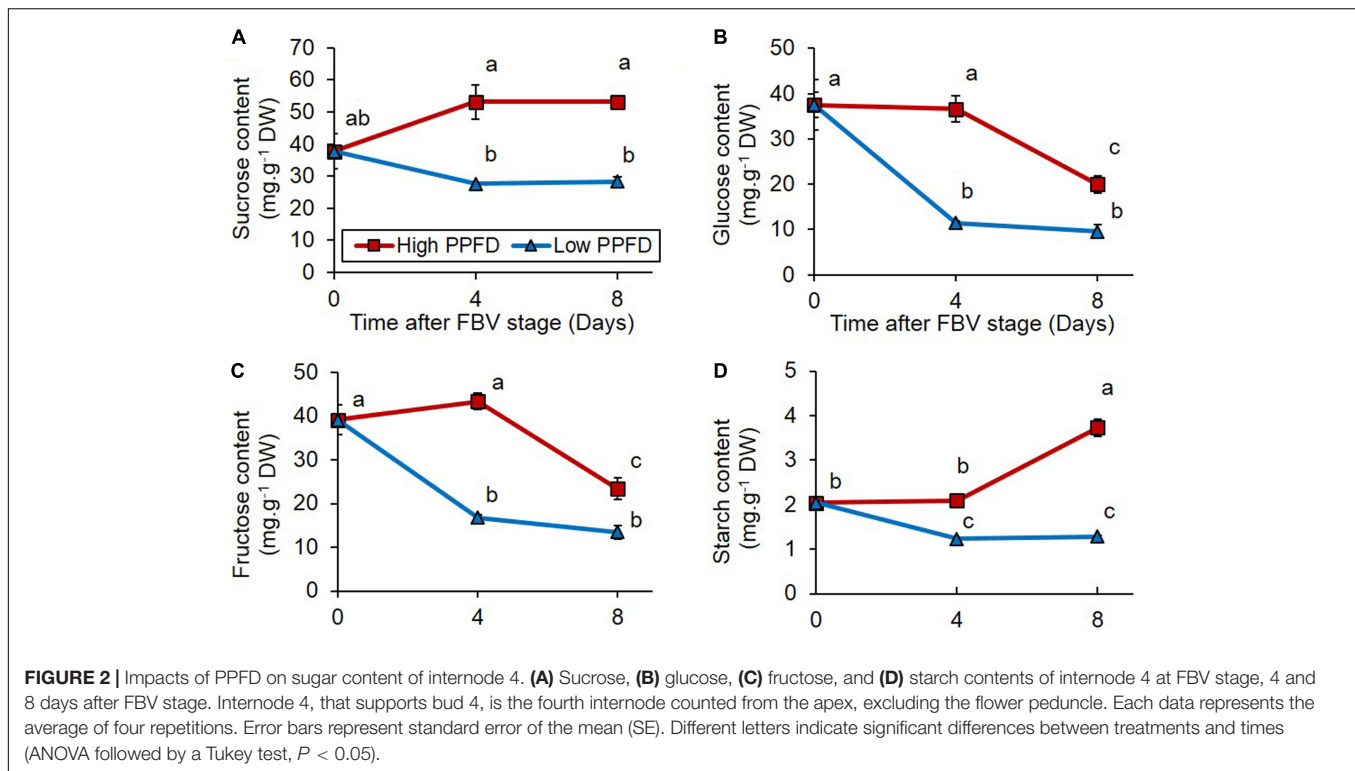 A
70
60
50
40
30
20
10
0
Sucrose content
(mg.g⁻¹ DW)
ab
a
a
b
b
High PPFD
Low PPFD
0 4 8
Time after FBV stage (Days)
B
50
40
30
20
10
0
Glucose content
(mg.g⁻¹ DW)
a
a
c
b
b
0 4 8
Time after FBV stage (Days)
C
50
40
30
20
10
0
Fructose content
(mg.g⁻¹ DW)
a
a
c
b
b
0 4 8
D
5
4
3
2
1
0
Starch content
(mg.g⁻¹ DW)
b
b
a
c
c
0 4 8
FIGURE 2 | Impacts of PPFD on sugar content of internode 4. (A) Sucrose, (B) glucose, (C) fructose, and (D) starch contents of internode 4 at FBV stage, 4 and
8 days after FBV stage. Internode 4, that supports bud 4, is the fourth internode counted from the apex, excluding the flower peduncle. Each data represents the
average of four repetitions. Error bars represent standard error of the mean (SE). Different letters indicate significant differences between treatments and times
(ANOVA followed by a Tukey test, P < 0.05).